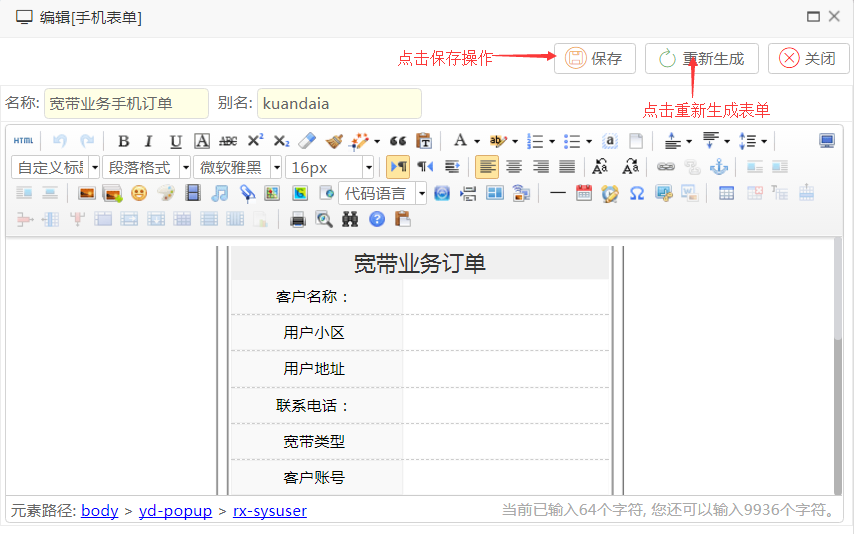 编辑[手机表单]
点击保存操作
保存
重新生成
关闭
点击重新生成表单
名称: 宽带业务手机订单 别名: kuandaia
HTML B I U A ABC X² X₂ A ab a
自定义标题 段落格式 微软雅黑 16px
代码语言
宽带业务订单
客户名称：
用户小区
用户地址
联系电话：
宽带类型
客户账号
元素路径: body > yd-popup > rx-sysuser
当前已输入64个字符, 您还可以输入9936个字符。